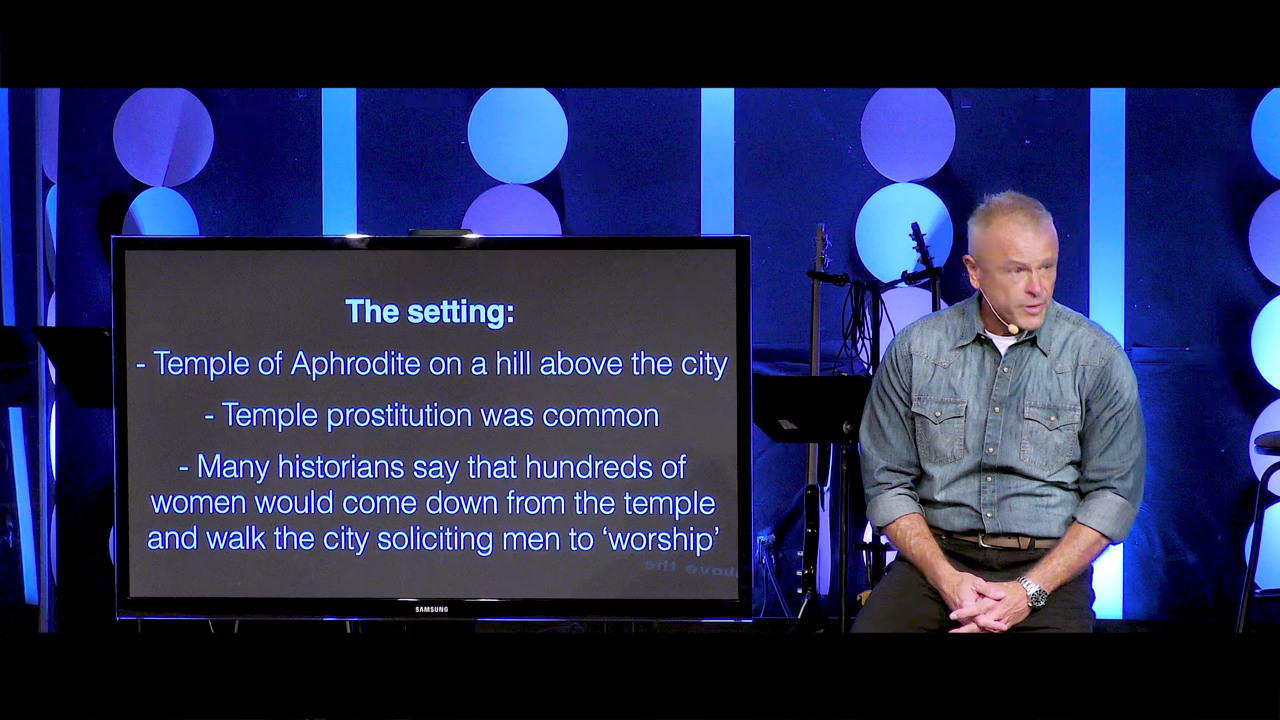 The setting:
- Temple of Aphrodite on a hill above the city
- Temple prostitution was common
- Many historians say that hundreds of
women would come down from the temple
and walk the city soliciting men to ‘worship’
SAMSUNG